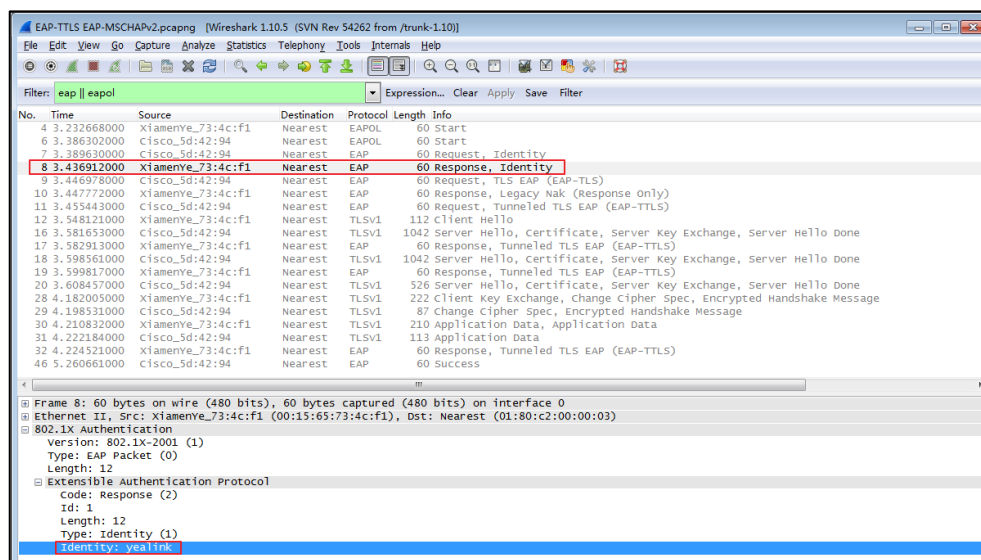 EAP-TTLS EAP-MSCHAPv2.pcapng [Wireshark 1.10.5 (SVN Rev 54262 from /trunk-1.10)]
File Edit View Go Capture Analyze Statistics Telephony Tools Internals Help
Filter: eap || eapol Expression... Clear Apply Save Filter
No. Time Source Destination Protocol Length Info
4 3.232668000 XiamenYe_73:4c:f1 Nearest EAPOL 60 Start
6 3.386302000 Cisco_5d:42:94 Nearest EAPOL 60 Start
7 3.389630000 Cisco_5d:42:94 Nearest EAP 60 Request, Identity
8 3.436912000 XiamenYe_73:4c:f1 Nearest EAP 60 Response, Identity
9 3.446978000 Cisco_5d:42:94 Nearest EAP 60 Request, TLS EAP (EAP-TLS)
10 3.447772000 XiamenYe_73:4c:f1 Nearest EAP 60 Response, Legacy Nak (Response Only)
11 3.455443000 Cisco_5d:42:94 Nearest EAP 60 Request, Tunneled TLS EAP (EAP-TTLS)
12 3.548121000 XiamenYe_73:4c:f1 Nearest TLSv1 112 Client Hello
16 3.581653000 Cisco_5d:42:94 Nearest TLSv1 1042 Server Hello, Certificate, Server Key Exchange, Server Hello Done
17 3.582913000 XiamenYe_73:4c:f1 Nearest EAP 60 Response, Tunneled TLS EAP (EAP-TTLS)
18 3.598561000 Cisco_5d:42:94 Nearest TLSv1 1042 Server Hello, Certificate, Server Key Exchange, Server Hello Done
19 3.599817000 XiamenYe_73:4c:f1 Nearest EAP 60 Response, Tunneled TLS EAP (EAP-TTLS)
20 3.608457000 Cisco_5d:42:94 Nearest TLSv1 526 Server Hello, Certificate, Server Key Exchange, Server Hello Done
28 4.182005000 XiamenYe_73:4c:f1 Nearest TLSv1 222 Client Key Exchange, Change Cipher Spec, Encrypted Handshake Message
29 4.198531000 Cisco_5d:42:94 Nearest TLSv1 87 Change Cipher Spec, Encrypted Handshake Message
30 4.210832000 XiamenYe_73:4c:f1 Nearest TLSv1 210 Application Data, Application Data
31 4.222184000 Cisco_5d:42:94 Nearest TLSv1 113 Application Data
32 4.224521000 XiamenYe_73:4c:f1 Nearest EAP 60 Response, Tunneled TLS EAP (EAP-TTLS)
46 5.260661000 Cisco_5d:42:94 Nearest EAP 60 Success
Frame 8: 60 bytes on wire (480 bits), 60 bytes captured (480 bits) on interface 0
Ethernet II, Src: XiamenYe_73:4c:f1 (00:15:65:73:4c:f1), Dst: Nearest (01:80:c2:00:00:03)
802.1X Authentication
Version: 802.1X-2001 (1)
Type: EAP Packet (0)
Length: 12
Extensible Authentication Protocol
Code: Response (2)
Id: 1
Length: 12
Type: Identity (1)
Identity: yealink